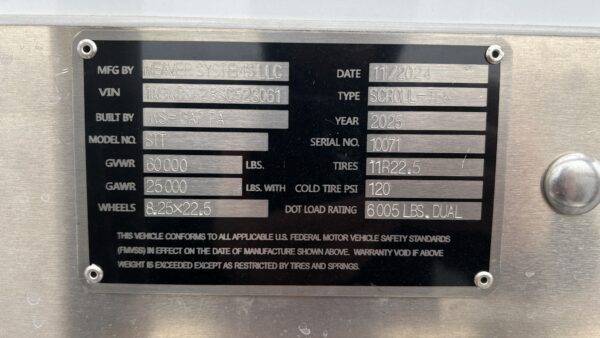 MFG BY SYSTEMS LLC DATE 11/2024
VIN TYPE
BUILT BY YEAR 2025
MODEL NO. SERIAL NO. 10071
GVWR 60000 LBS. TIRES 11R22.5
GAWR 25000 LBS. WITH COLD TIRE PSI 120
WHEELS 8.25x22.5 DOT LOAD RATING 6005 LBS. DUAL
THIS VEHICLE CONFORMS TO ALL APPLICABLE U.S. FEDERAL MOTOR VEHICLE SAFETY STANDARDS
(FMVSS) IN EFFECT ON THE DATE OF MANUFACTURE SHOWN ABOVE. WARRANTY VOID IF ABOVE
WEIGHT IS EXCEEDED EXCEPT AS RESTRICTED BY TIRES AND SPRINGS.